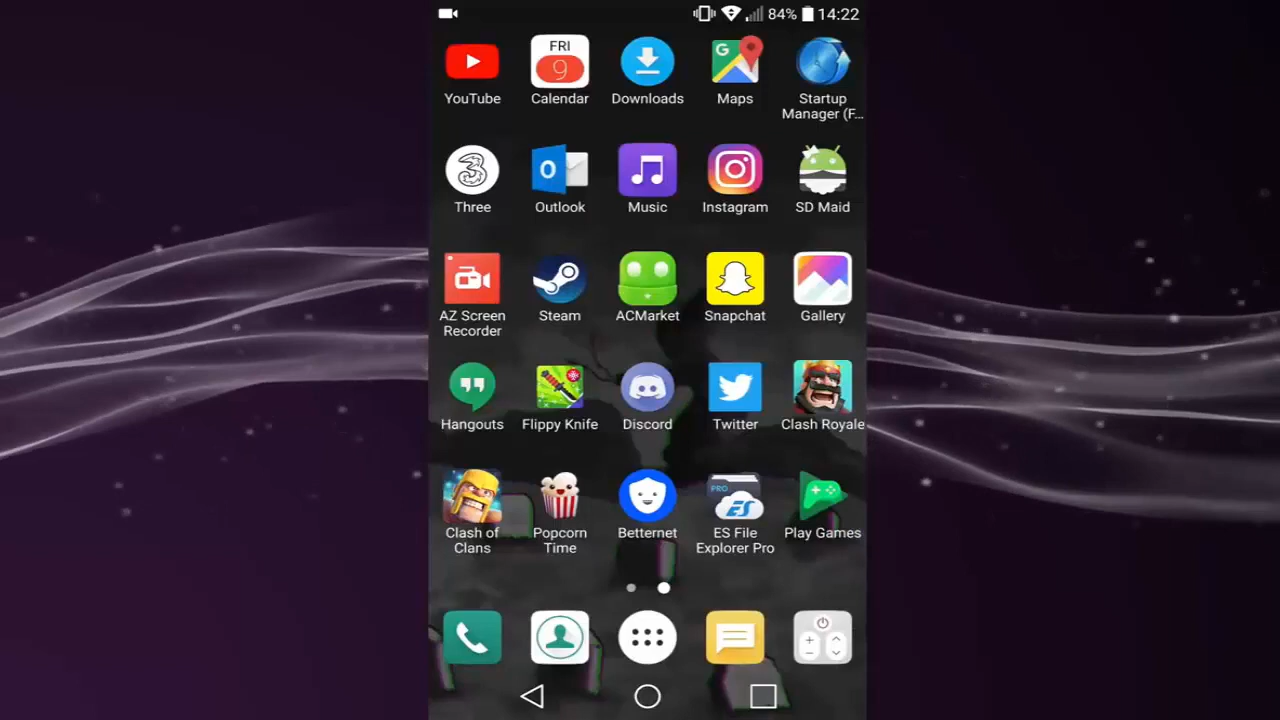 84% 14:22
FRI
9
G
YouTube Calendar Downloads Maps Startup
Manager (F...
3
O
Three Outlook Music Instagram SD Maid
AZ Screen Steam ACMarket Snapchat Gallery
Recorder
Hangouts Flippy Knife Discord Twitter Clash Royale
PRO
ES
Clash of Popcorn Betternet ES File Play Games
Clans Time Explorer Pro